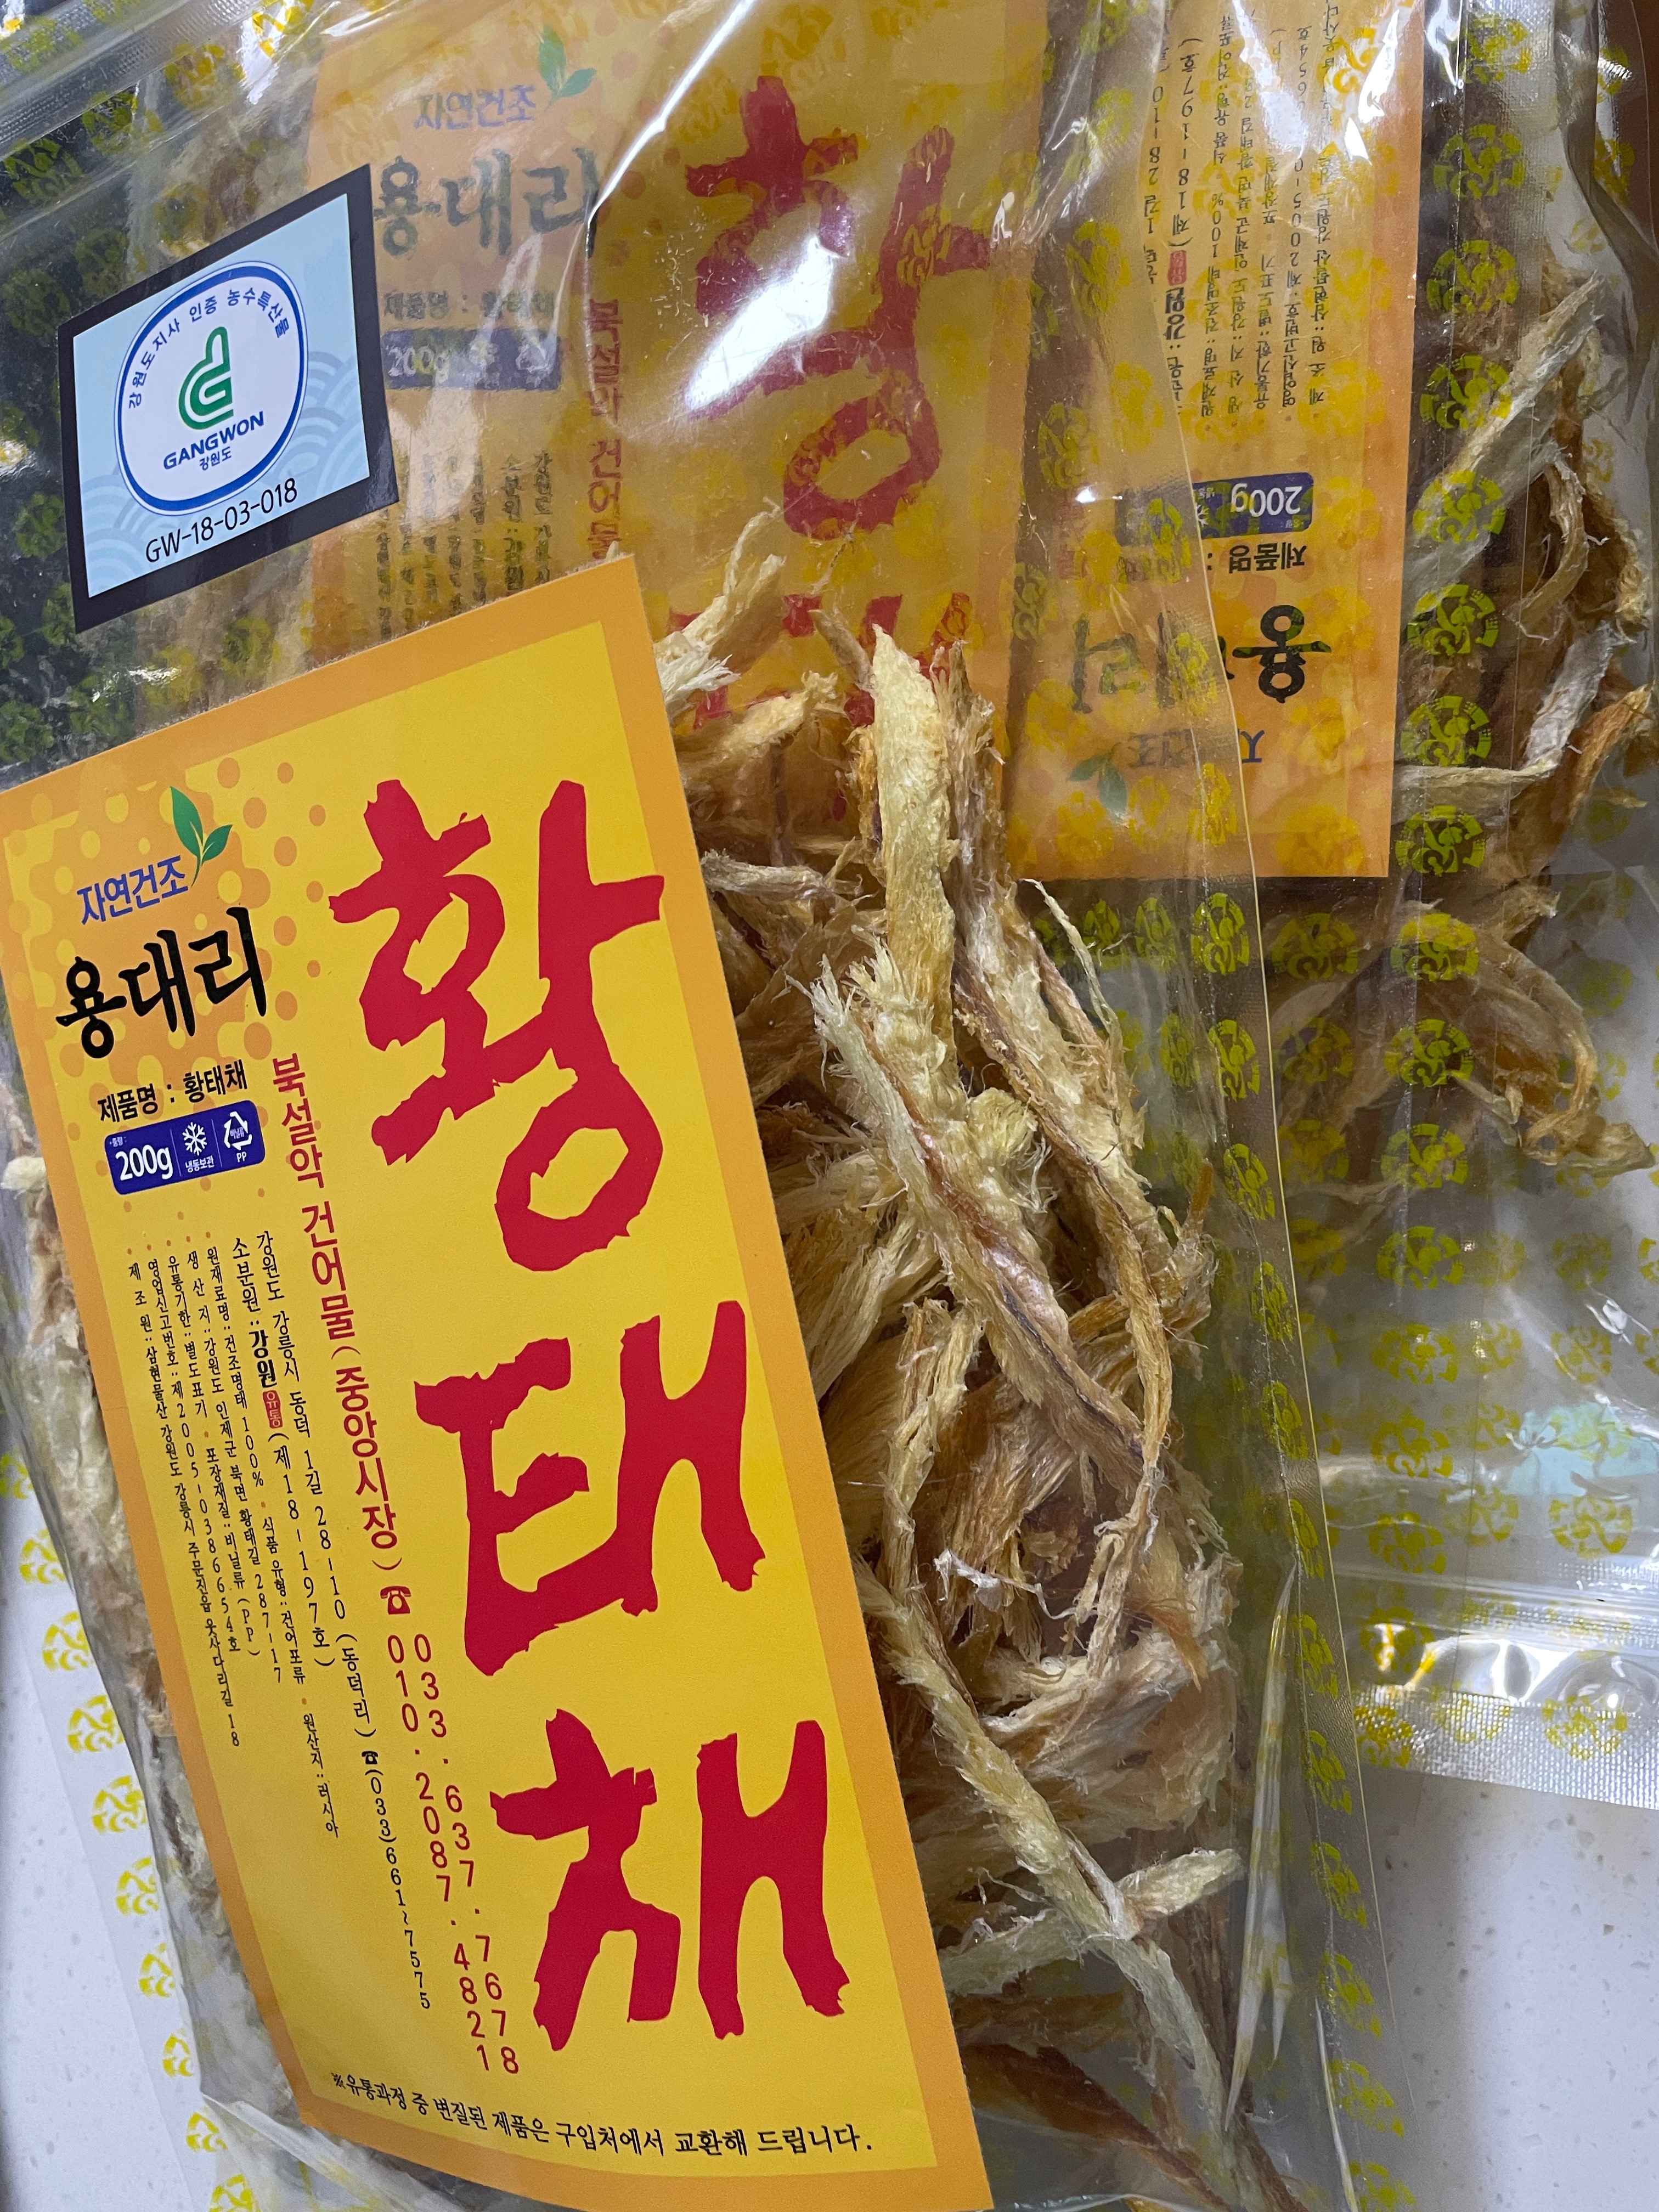 강원도지사 인증 농수특산물
GANGWON
강원도
GW-18-03-018
자연건조
용대리
제품명 : 황태채
200g
황
자연건조
용대리
제품명 : 황태채
200g
냉동보관
PP
황태채
북설악 건어물(중앙시장) ☎ 033.637.7678
010.2087.4821
강원도 강릉시 동덕 1길 28-10 (동덕리) ☎(033)661~7575
소분원:강원유통(제18-197호)
원재료명:건조명태 100% • 식품유형:건어포류 • 원산지:러시아
생 산 지:강원도 인제군 북면 황태길 287-17
유통기한:별도표기 • 포장재질:비닐류(PP)
영업신고번호:제2005-0386654호
제 조 원:삼현물산 강원도 강릉시 주문진읍 웃사다리길 18
※유통과정 중 변질된 제품은 구입처에서 교환해 드립니다.
200g
제품명 :
용